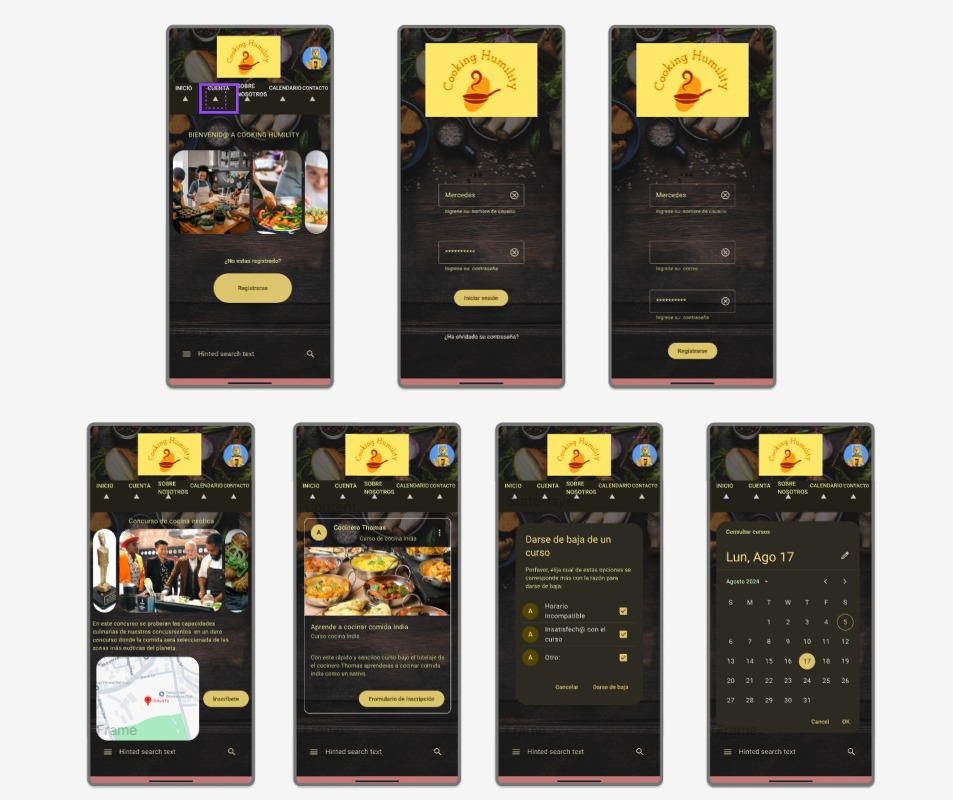 Cooking Humility
INICIO
CUENTA
SOBRE NOSOTROS
CALENDARIO
CONTACTO
BIENVENID@ A COOKING HUMILITY
¿No estas registrado?
Registrarse
Hinted search text
Cooking Humility
Mercedes
Ingrese su nombre de usuario
**********
Ingrese su contraseña
Iniciar sesión
¿Ha olvidado su contraseña?
Cooking Humility
Mercedes
Ingrese su nombre de usuario
Ingrese su correo
**********
Ingrese su contraseña
Registrarse
Cooking Humility
INICIO
CUENTA
SOBRE NOSOTROS
CALENDARIO
CONTACTO
Concurso de cocina exótica
En este concurso se probaran las capacidades
culinarias de nuestros concursantes en un duro
concurso donde la comida será seleccionada de las
zonas más exóticas del planeta.
Inscríbete
Frame
Hinted search text
Cooking Humility
INICIO
CUENTA
SOBRE NOSOTROS
CALENDARIO
CONTACTO
A
Cocinero Thomas
Curso de cocina India
Aprende a cocinar comida India
Curso cocina India
Con este rápido y sencillo curso bajo el tutelaje de
el cocinero Thomas aprenderas a cocinar comida
India como un nativo.
Fromulario de inscripción
Hinted search text
Cooking Humility
INICIO
CUENTA
SOBRE NOSOTROS
CALENDARIO
CONTACTO
Darse de baja de un
curso
Porfavor, elija cual de estas opciones se
corresponde más con la razón para
darse de baja:
A
Horario
incompatible
A
Insatisfech@ con el
curso
A
Otro:
Cancelar
Darse de baja
Hinted search text
Cooking Humility
INICIO
CUENTA
SOBRE NOSOTROS
CALENDARIO
CONTACTO
Consultar cursos
Lun, Ago 17
Agosto 2024
S M T W T F S
1 2 3 4 5
6 7 8 9 10 11 12
13 14 15 16 17 18 19
20 21 22 23 24 25 26
27 28 29 30 31
Cancel
OK
Frame
Hinted search text